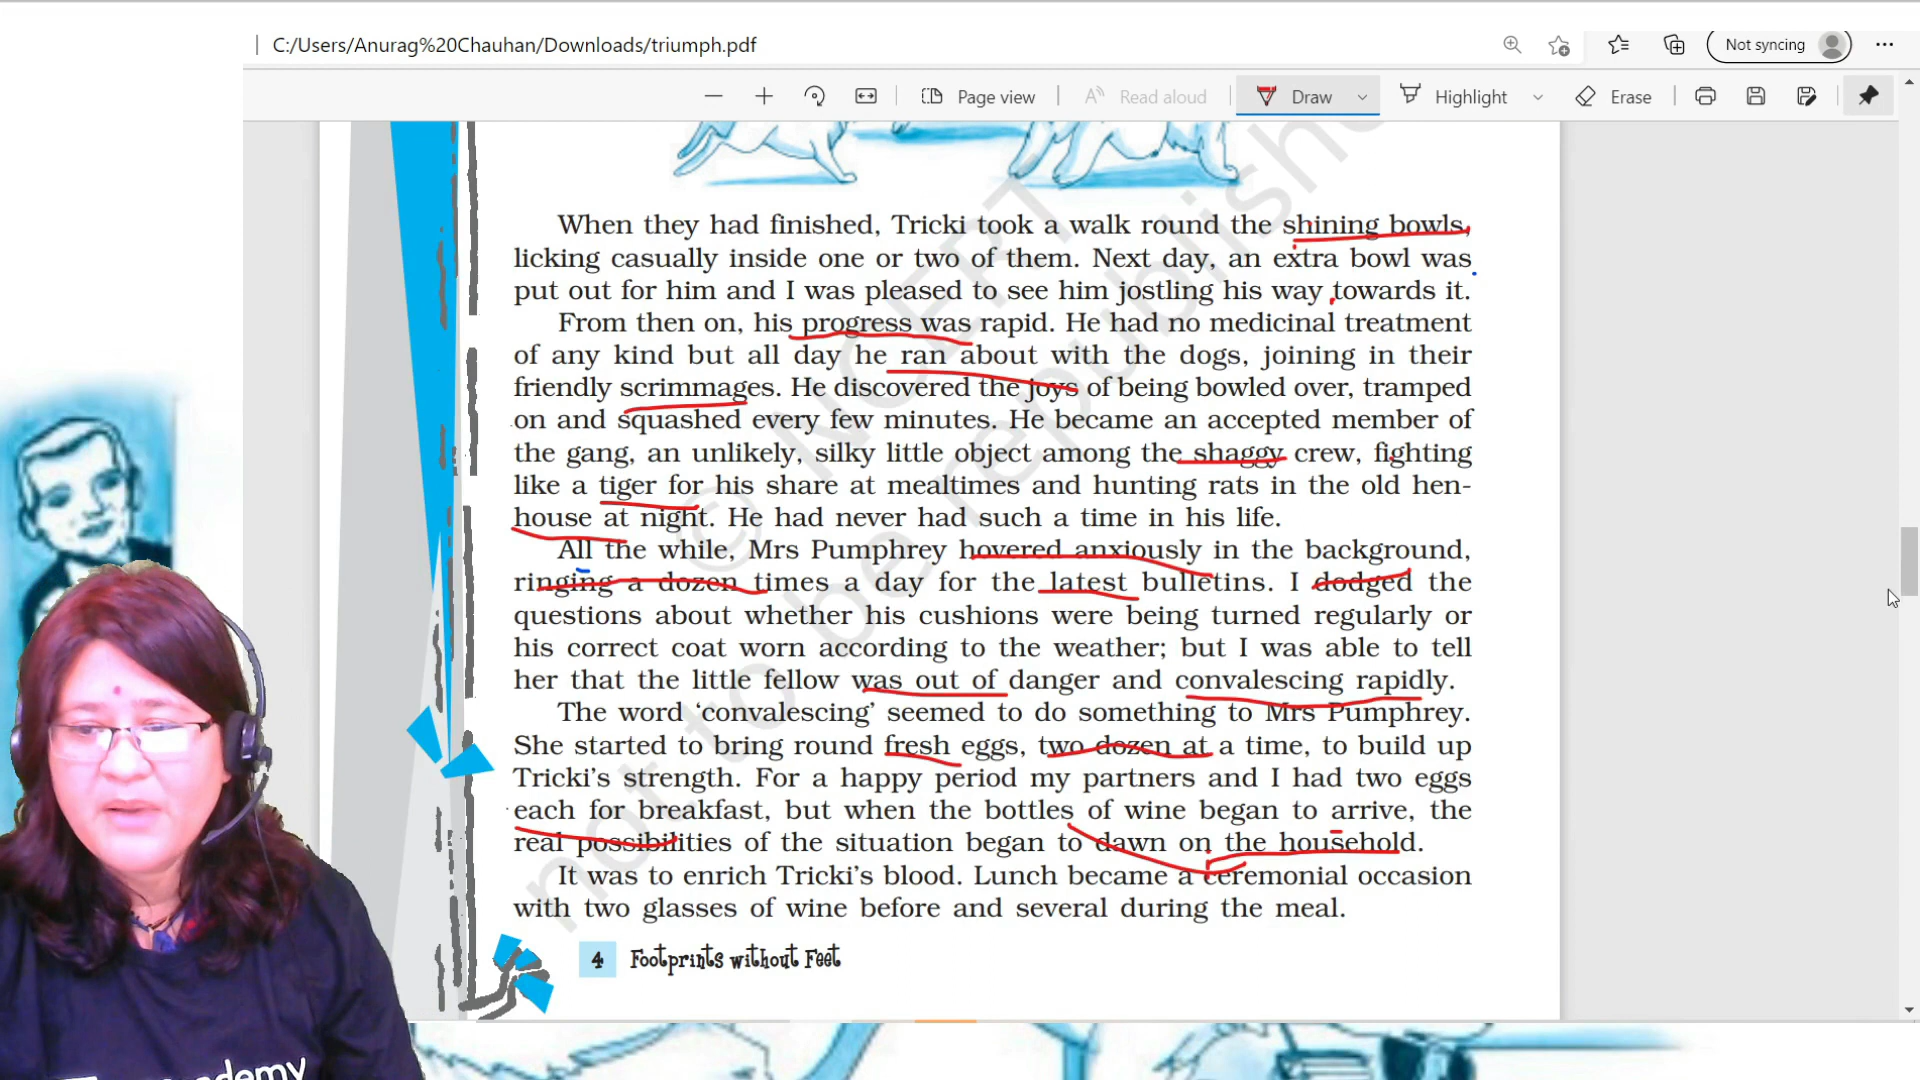 C:/Users/Anurag%20Chauhan/Downloads/triumph.pdf
Not syncing
Page view
Read aloud
Draw
Highlight
Erase
When they had finished, Tricki took a walk round the shining bowls,
licking casually inside one or two of them. Next day, an extra bowl was
put out for him and I was pleased to see him jostling his way towards it.
From then on, his progress was rapid. He had no medicinal treatment
of any kind but all day he ran about with the dogs, joining in their
friendly scrimmages. He discovered the joys of being bowled over, tramped
on and squashed every few minutes. He became an accepted member of
the gang, an unlikely, silky little object among the shaggy crew, fighting
like a tiger for his share at mealtimes and hunting rats in the old hen-
house at night. He had never had such a time in his life.
All the while, Mrs Pumphrey hovered anxiously in the background,
ringing a dozen times a day for the latest bulletins. I dodged the
questions about whether his cushions were being turned regularly or
his correct coat worn according to the weather; but I was able to tell
her that the little fellow was out of danger and convalescing rapidly.
The word ‘convalescing’ seemed to do something to Mrs Pumphrey.
She started to bring round fresh eggs, two dozen at a time, to build up
Tricki’s strength. For a happy period my partners and I had two eggs
each for breakfast, but when the bottles of wine began to arrive, the
real possibilities of the situation began to dawn on the household.
It was to enrich Tricki’s blood. Lunch became a ceremonial occasion
with two glasses of wine before and several during the meal.
4 Footprints without Feet
© NCERT
not to be republished